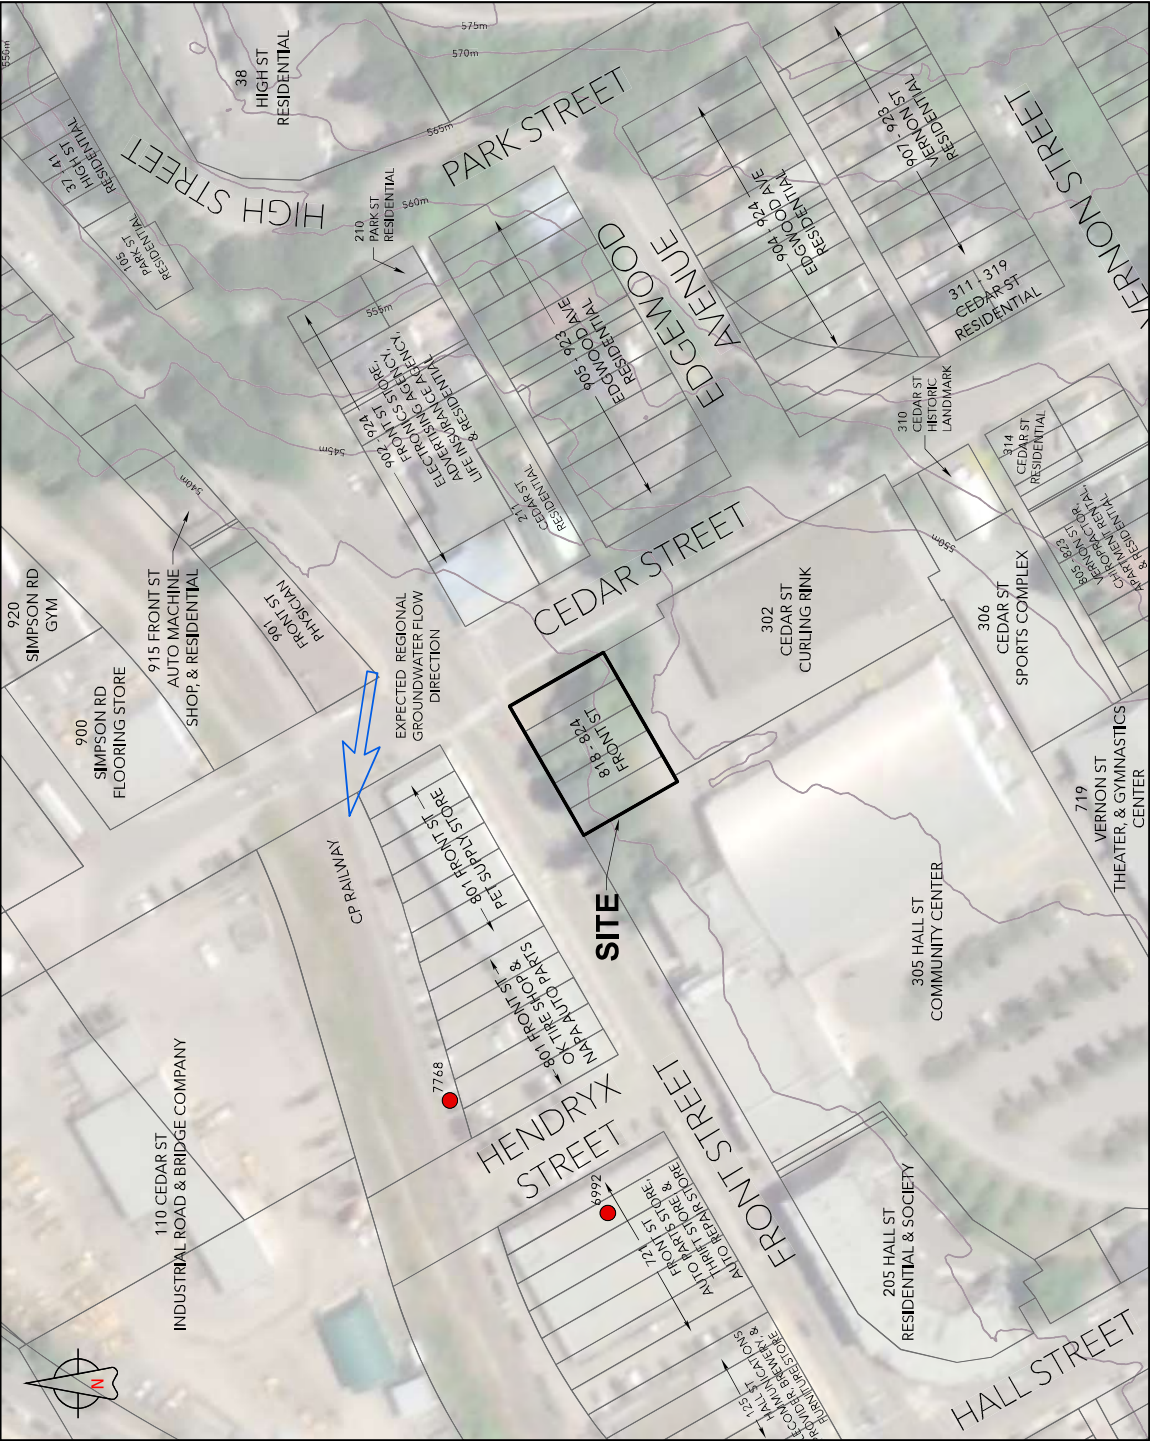 575m
570m
550m
38
HIGH ST
RESIDENTIAL
565m
37 - 41
HIGH ST
RESIDENTIAL
HIGH STREET
PARK STREET
560m
210
PARK ST
RESIDENTIAL
105
PARK ST
RESIDENTIAL
907 - 923
VERNON ST
RESIDENTIAL
VERNON STREET
904 - 924
EDGWOOD AVE
RESIDENTIAL
EDGEWOOD
AVENUE
311 - 319
CEDAR ST
RESIDENTIAL
555m
902 - 924
FRONT ST
ELECTRONICS STORE,
ADVERTISING AGENCY,
LIFE INSURANCE AGENCY,
& RESIDENTIAL
905 - 923
EDGWOOD AVE
RESIDENTIAL
545m
540m
211
CEDAR ST
RESIDENTIAL
310
CEDAR ST
HISTORIC
LANDMARK
314
CEDAR ST
RESIDENTIAL
550m
805 - 823
VERNON ST
CHIROPRACTOR,
APARTMENT RENTAL,
& RESIDENTIAL
920
SIMPSON RD
GYM
915 FRONT ST
AUTO MACHINE
SHOP, & RESIDENTIAL
901
FRONT ST
PHYSICIAN
CEDAR STREET
900
SIMPSON RD
FLOORING STORE
EXPECTED REGIONAL
GROUNDWATER FLOW
DIRECTION
302
CEDAR ST
CURLING RINK
306
CEDAR ST
SPORTS COMPLEX
818 - 824
FRONT ST
719
VERNON ST
THEATER, & GYMNASTICS
CENTER
CP RAILWAY
801 FRONT ST
PET SUPPLY STORE
SITE
305 HALL ST
COMMUNITY CENTER
801 FRONT ST
OK TIRE SHOP &
NAPA AUTO PARTS
7768
110 CEDAR ST
INDUSTRIAL ROAD & BRIDGE COMPANY
HENDRYX
STREET
FRONT STREET
6992
721
FRONT ST
AUTO PARTS STORE,
THRIFT STORE &
AUTO REPAIR STORE
205 HALL ST
RESIDENTIAL & SOCIETY
125
HALL ST
BREWERY, &
FURNITURE STORE
HALL STREET
N